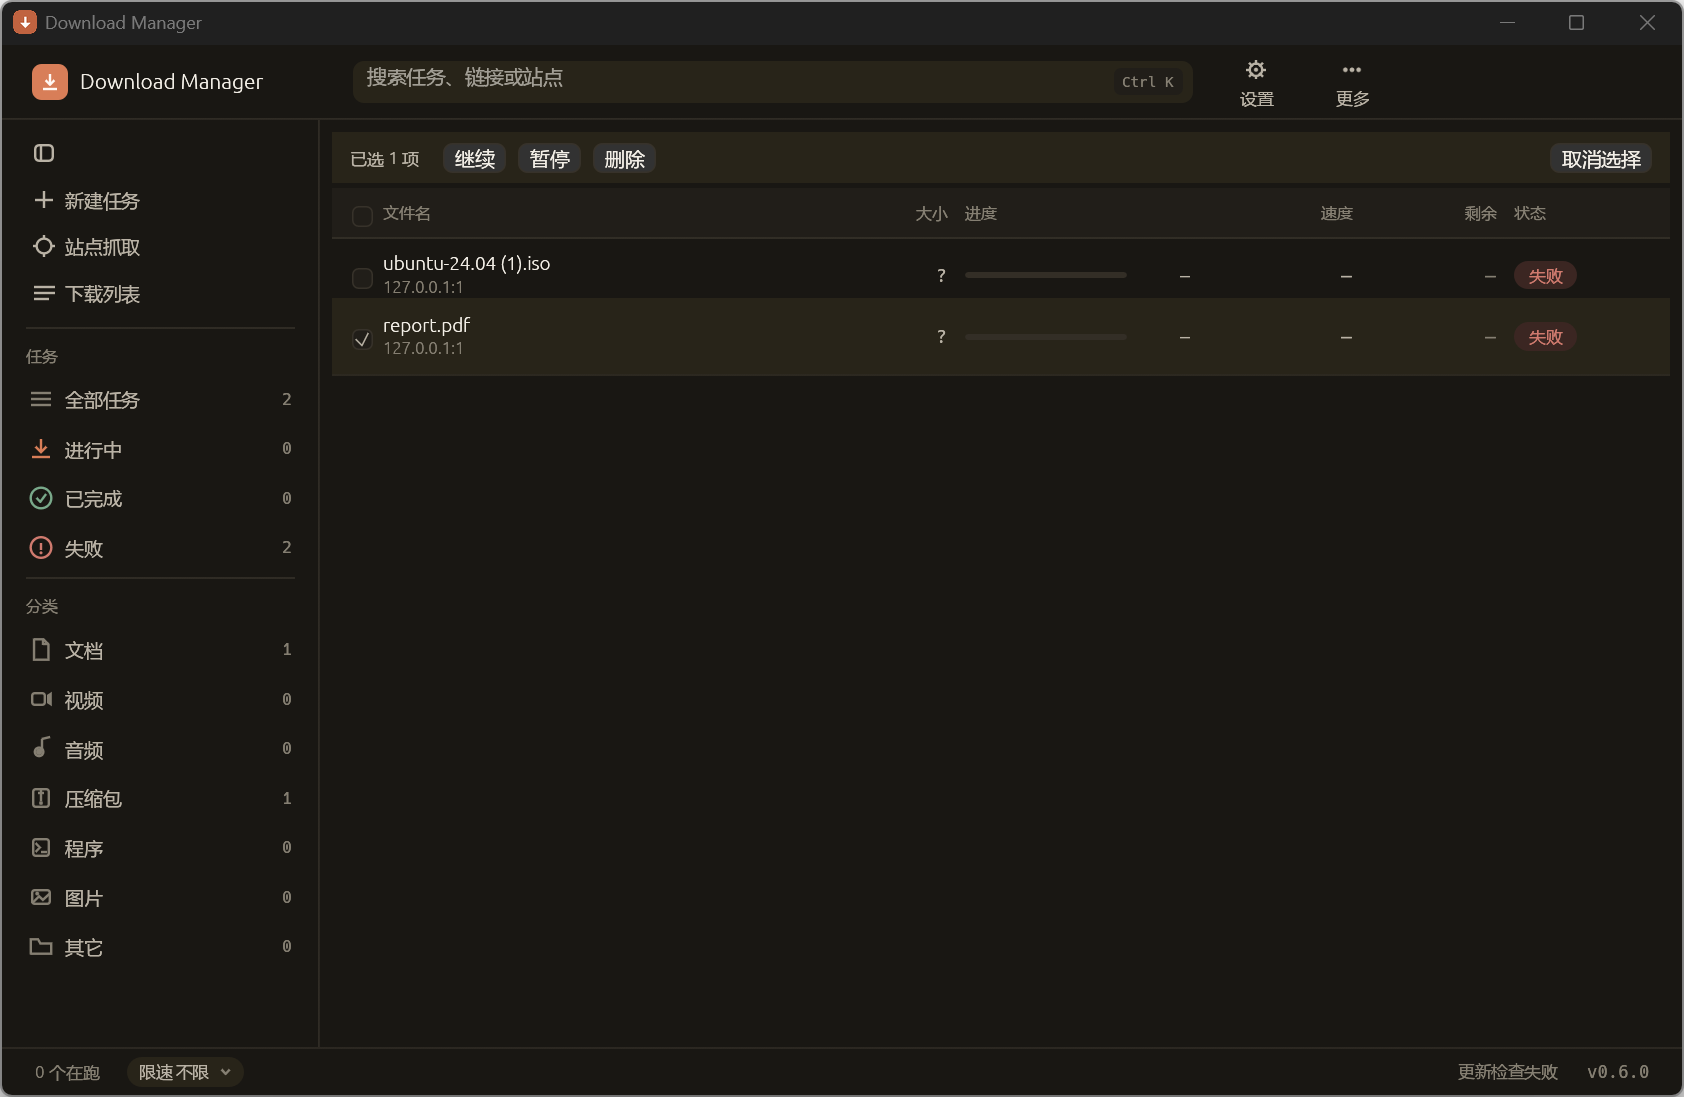 Download Manager
Download Manager
搜索任务、链接或站点
Ctrl K
设置
更多
新建任务
站点抓取
下载列表
任务
全部任务 2
进行中 0
已完成 0
失败 2
分类
文档 1
视频 0
音频 0
压缩包 1
程序 0
图片 0
其它 0
已选 1 项 继续 暂停 删除 取消选择
文件名 大小 进度 速度 剩余 状态
ubuntu-24.04 (1).iso
127.0.0.1:1
? – – – 失败
report.pdf
127.0.0.1:1
? – – – 失败
0 个在跑 限速 不限 更新检查失败 v0.6.0